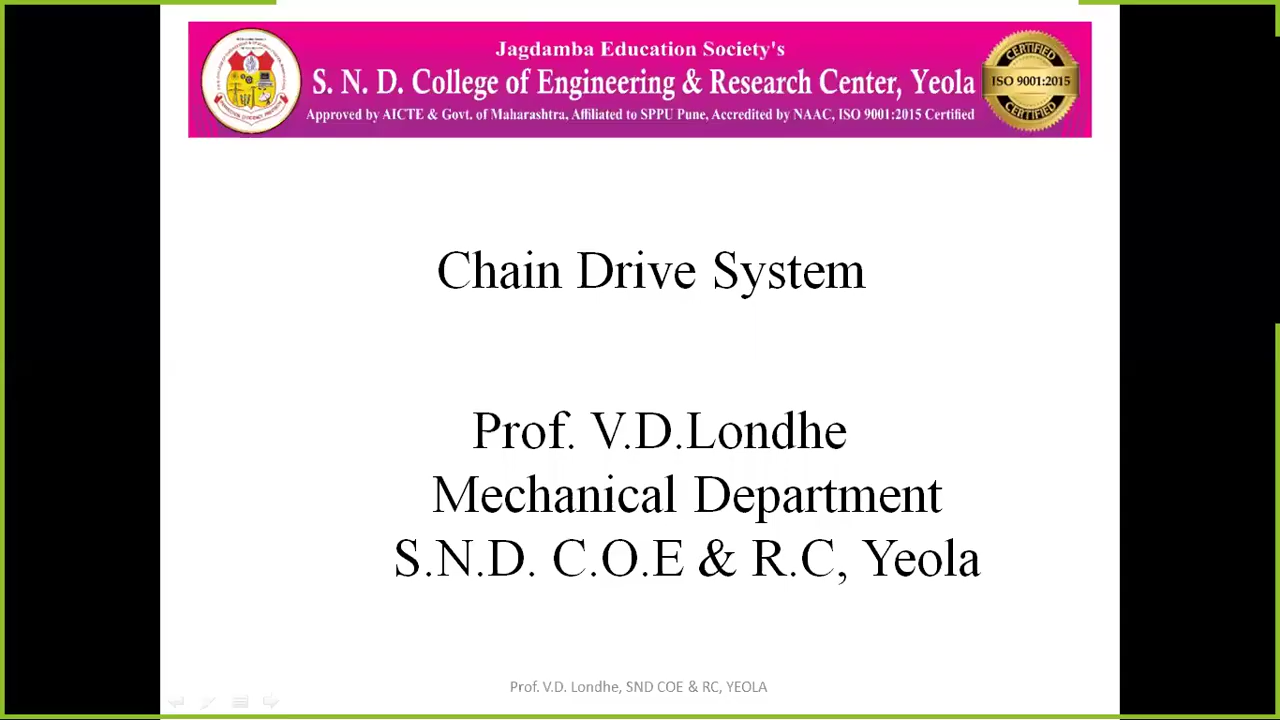 Jagdamba Education Society's
S. N. D. College of Engineering & Research Center, Yeola
Approved by AICTE & Govt. of Maharashtra, Affiliated to SPPU Pune, Accredited by NAAC, ISO 9001:2015 Certified
CERTIFIED
ISO 9001:2015
CERTIFIED
Chain Drive System
Prof. V.D.Londhe
Mechanical Department
S.N.D. C.O.E & R.C, Yeola
Prof. V.D. Londhe, SND COE & RC, YEOLA